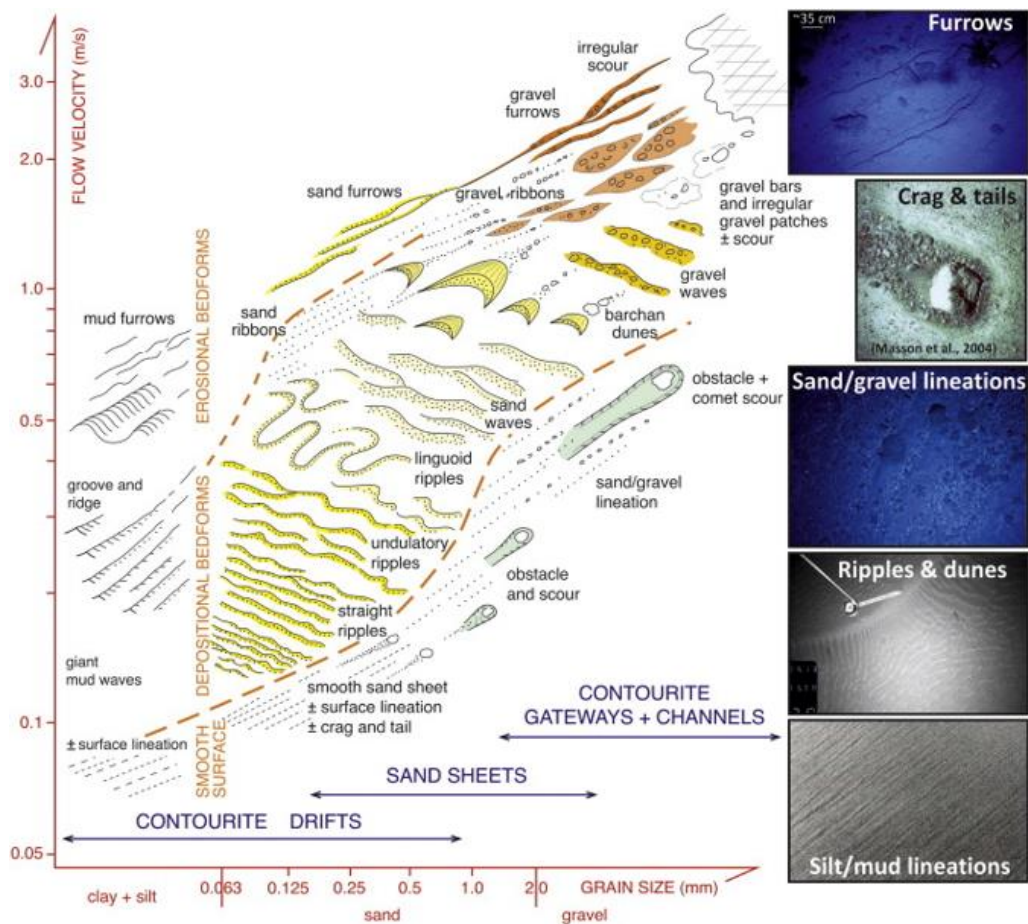 FLOW VELOCITY (m/s)
3.0
2.0
1.0
0.5
0.1
0.05
irregular
scour
gravel
furrows
sand furrows
gravel ribbons
gravel bars
and irregular
gravel patches
± scour
gravel
waves
barchan
dunes
sand
ribbons
mud furrows
EROSIONAL BEDFORMS
sand
waves
obstacle +
comet scour
linguoid
ripples
sand/gravel
lineation
groove and
ridge
DEPOSITIONAL BEDFORMS
undulatory
ripples
obstacle
and scour
straight
ripples
giant
mud waves
smooth sand sheet
± surface lineation
± crag and tail
CONTOURITE
GATEWAYS + CHANNELS
± surface lineation
SMOOTH
SURFACE
SAND SHEETS
CONTOURITE DRIFTS
clay + silt
0.063
0.125
0.25
0.5
1.0
2.0
GRAIN SIZE (mm)
sand
gravel
~35 cm
Furrows
Crag & tails
(Masson et al., 2004)
Sand/gravel lineations
Ripples & dunes
Silt/mud lineations